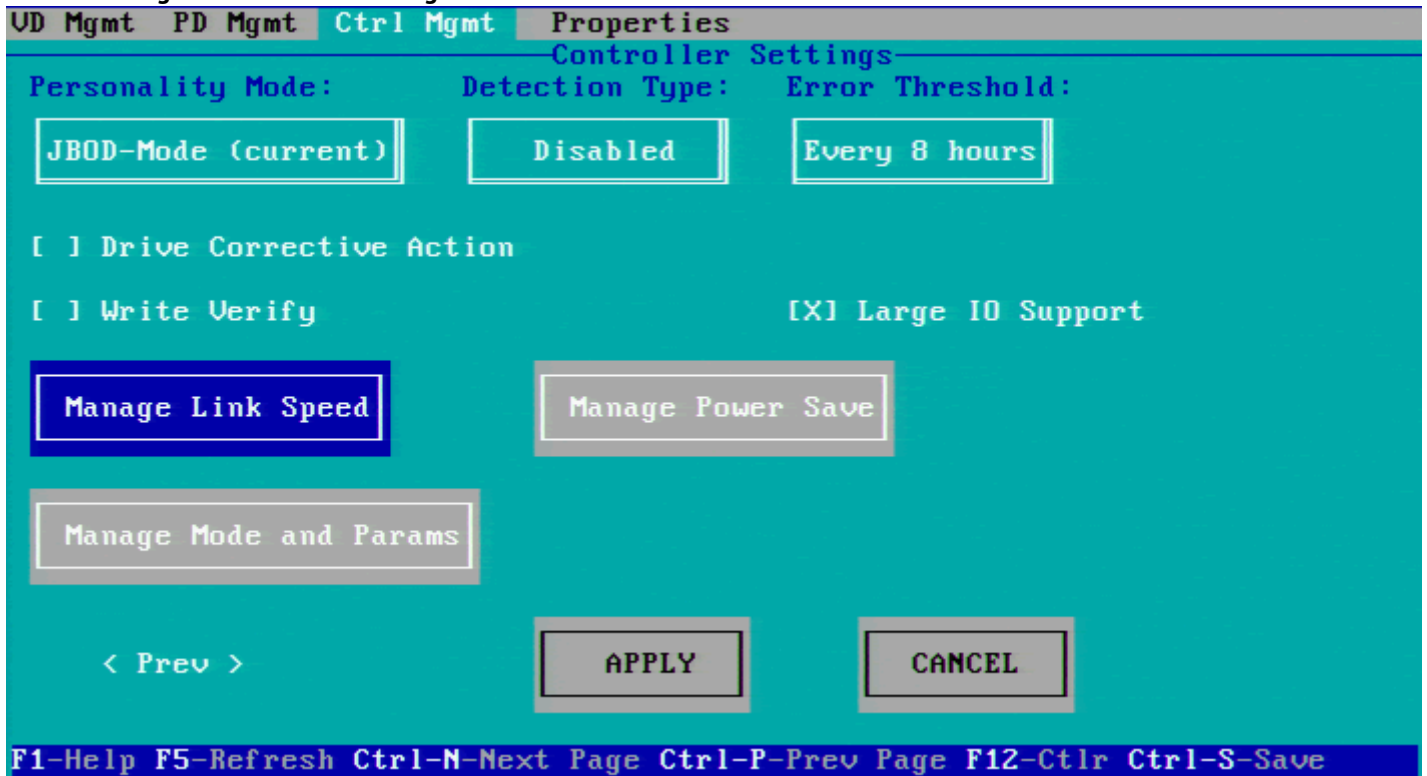 VD Mgmt PD Mgmt Ctrl Mgmt Properties
Controller Settings
Personality Mode: Detection Type: Error Threshold:
JBOD-Mode (current) Disabled Every 8 hours
[ ] Drive Corrective Action
[ ] Write Verify [X] Large IO Support
Manage Link Speed Manage Power Save
Manage Mode and Params
< Prev > APPLY CANCEL
F1-Help F5-Refresh Ctrl-N-Next Page Ctrl-P-Prev Page F12-Ctlr Ctrl-S-Save